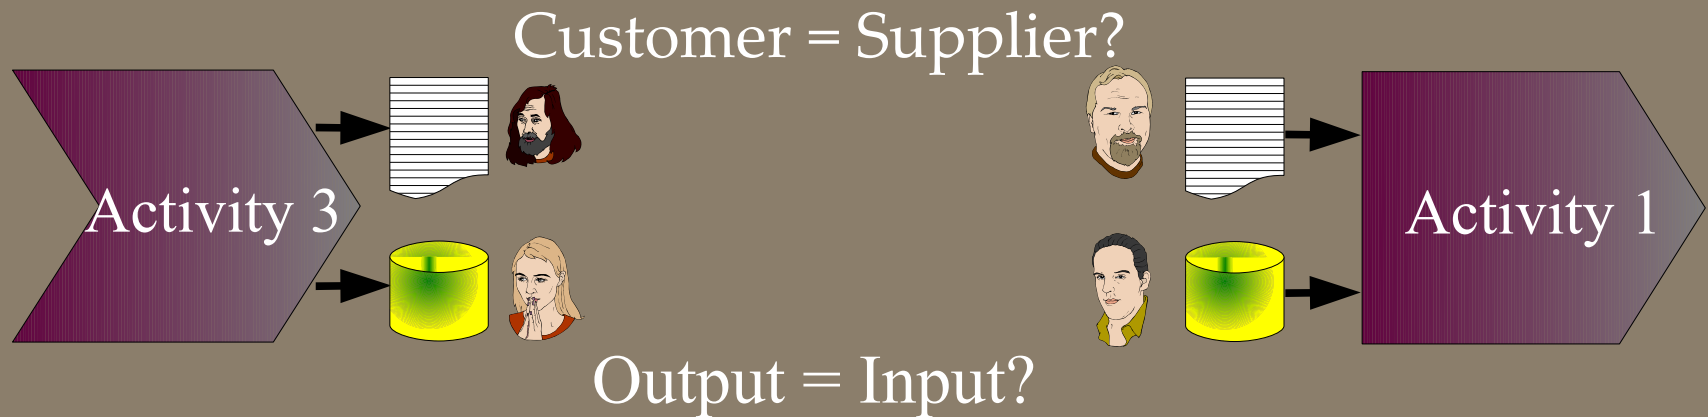 Customer = Supplier?
Activity 3
Activity 1
Output = Input?